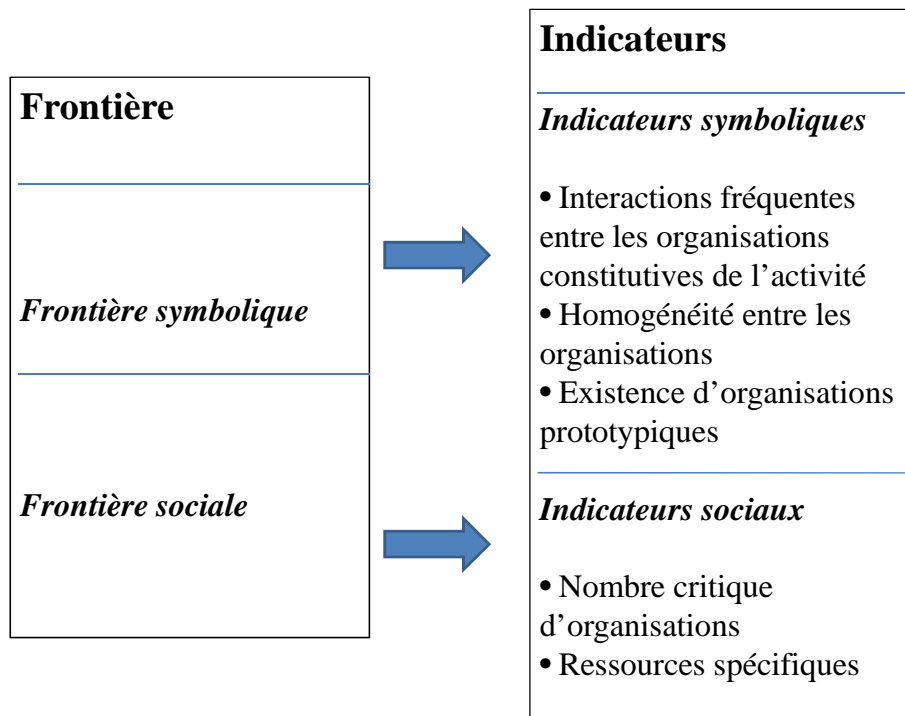 Frontière
Frontière symbolique
Frontière sociale
Indicateurs
Indicateurs symboliques
• Interactions fréquentes
entre les organisations
constitutives de l’activité
• Homogénéité entre les
organisations
• Existence d’organisations
prototypiques
Indicateurs sociaux
• Nombre critique
d’organisations
• Ressources spécifiques